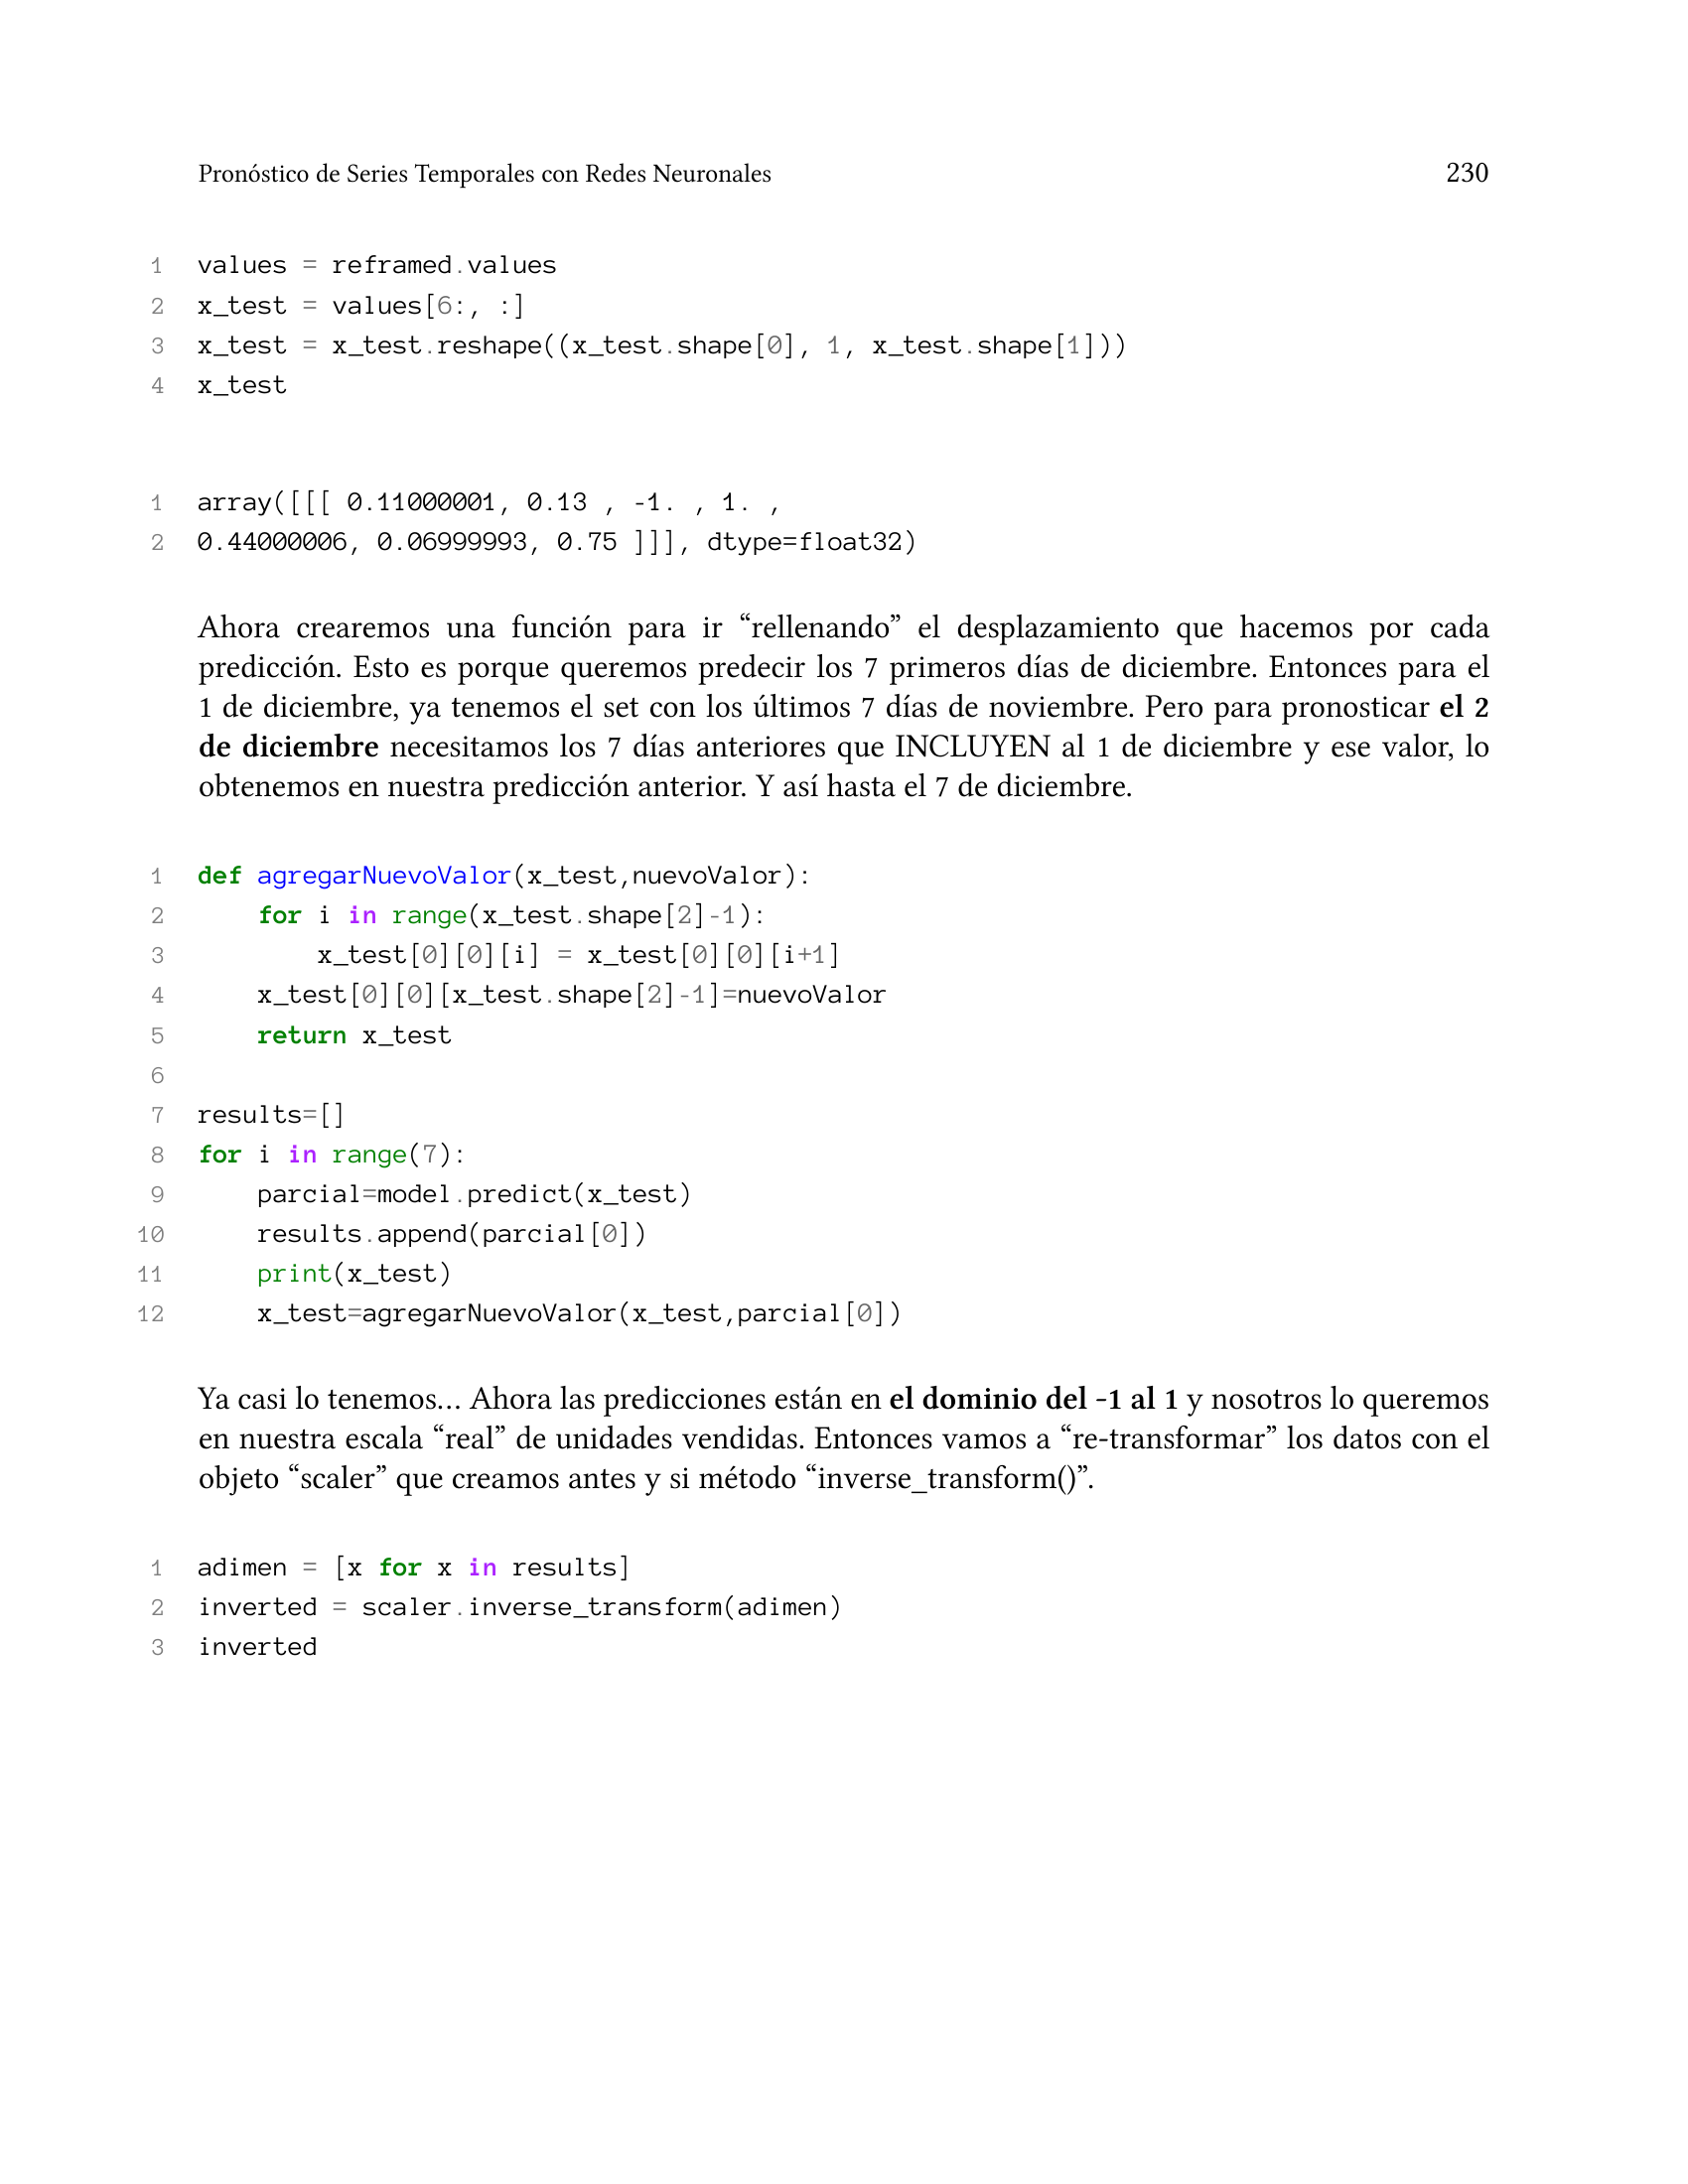 Pronóstico de Series Temporales con Redes Neuronales 230
1 values = reframed.values
2 x_test = values[6:, :]
3 x_test = x_test.reshape((x_test.shape[0], 1, x_test.shape[1]))
4 x_test
1 array([[[ 0.11000001, 0.13 , -1. , 1. ,
2 0.44000006, 0.06999993, 0.75 ]]], dtype=float32)
Ahora crearemos una función para ir “rellenando” el desplazamiento que hacemos por cada
predicción. Esto es porque queremos predecir los 7 primeros días de diciembre. Entonces para el
1 de diciembre, ya tenemos el set con los últimos 7 días de noviembre. Pero para pronosticar el 2
de diciembre necesitamos los 7 días anteriores que INCLUYEN al 1 de diciembre y ese valor, lo
obtenemos en nuestra predicción anterior. Y así hasta el 7 de diciembre.
1 def agregarNuevoValor(x_test,nuevoValor):
2     for i in range(x_test.shape[2]-1):
3         x_test[0][0][i] = x_test[0][0][i+1]
4     x_test[0][0][x_test.shape[2]-1]=nuevoValor
5     return x_test
6
7 results=[]
8 for i in range(7):
9     parcial=model.predict(x_test)
10     results.append(parcial[0])
11     print(x_test)
12     x_test=agregarNuevoValor(x_test,parcial[0])
Ya casi lo tenemos… Ahora las predicciones están en el dominio del -1 al 1 y nosotros lo queremos
en nuestra escala “real” de unidades vendidas. Entonces vamos a “re-transformar” los datos con el
objeto “scaler” que creamos antes y si método “inverse_transform()”.
1 adimen = [x for x in results]
2 inverted = scaler.inverse_transform(adimen)
3 inverted